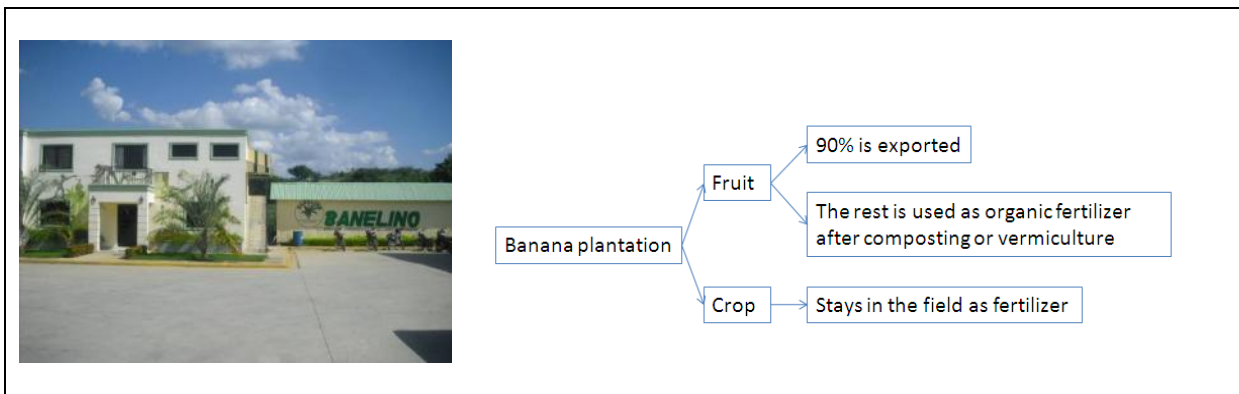 BANELINO
90% is exported
Fruit
The rest is used as organic fertilizer
after composting or vermiculture
Banana plantation
Crop
Stays in the field as fertilizer